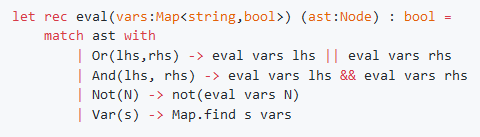 let rec eval(vars:Map<string,bool>) (ast:Node) : bool =
    match ast with
        | Or(lhs,rhs) -> eval vars lhs || eval vars rhs
        | And(lhs, rhs) -> eval vars lhs && eval vars rhs
        | Not(N) -> not(eval vars N)
        | Var(s) -> Map.find s vars